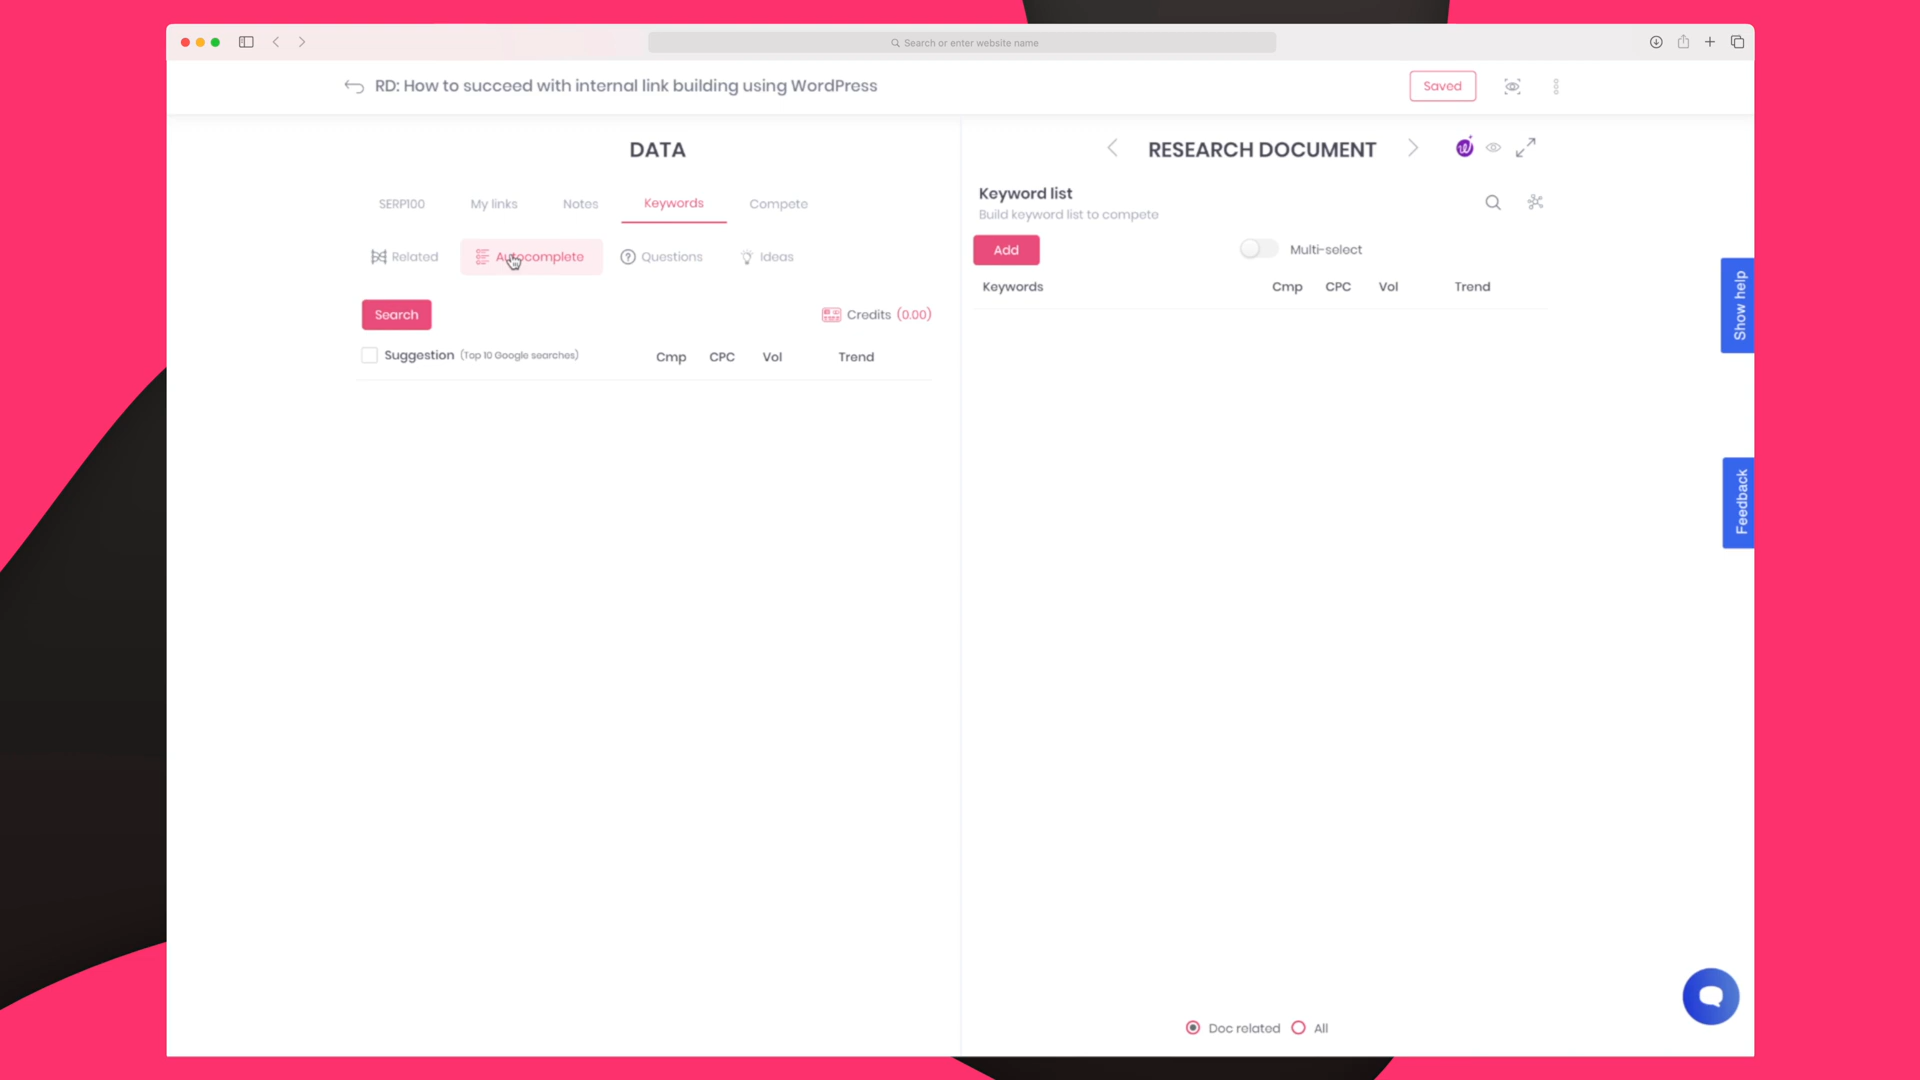 Search or enter website name
RD: How to succeed with internal link building using WordPress
Saved
DATA
SERP100 My links Notes Keywords Compete
Related Autocomplete Questions Ideas
Search Credits (0.00)
Suggestion (Top 10 Google searches) Cmp CPC Vol Trend
RESEARCH DOCUMENT
Keyword list
Build keyword list to compete
Add Multi-select
Keywords Cmp CPC Vol Trend
Show help
Feedback
Doc related All